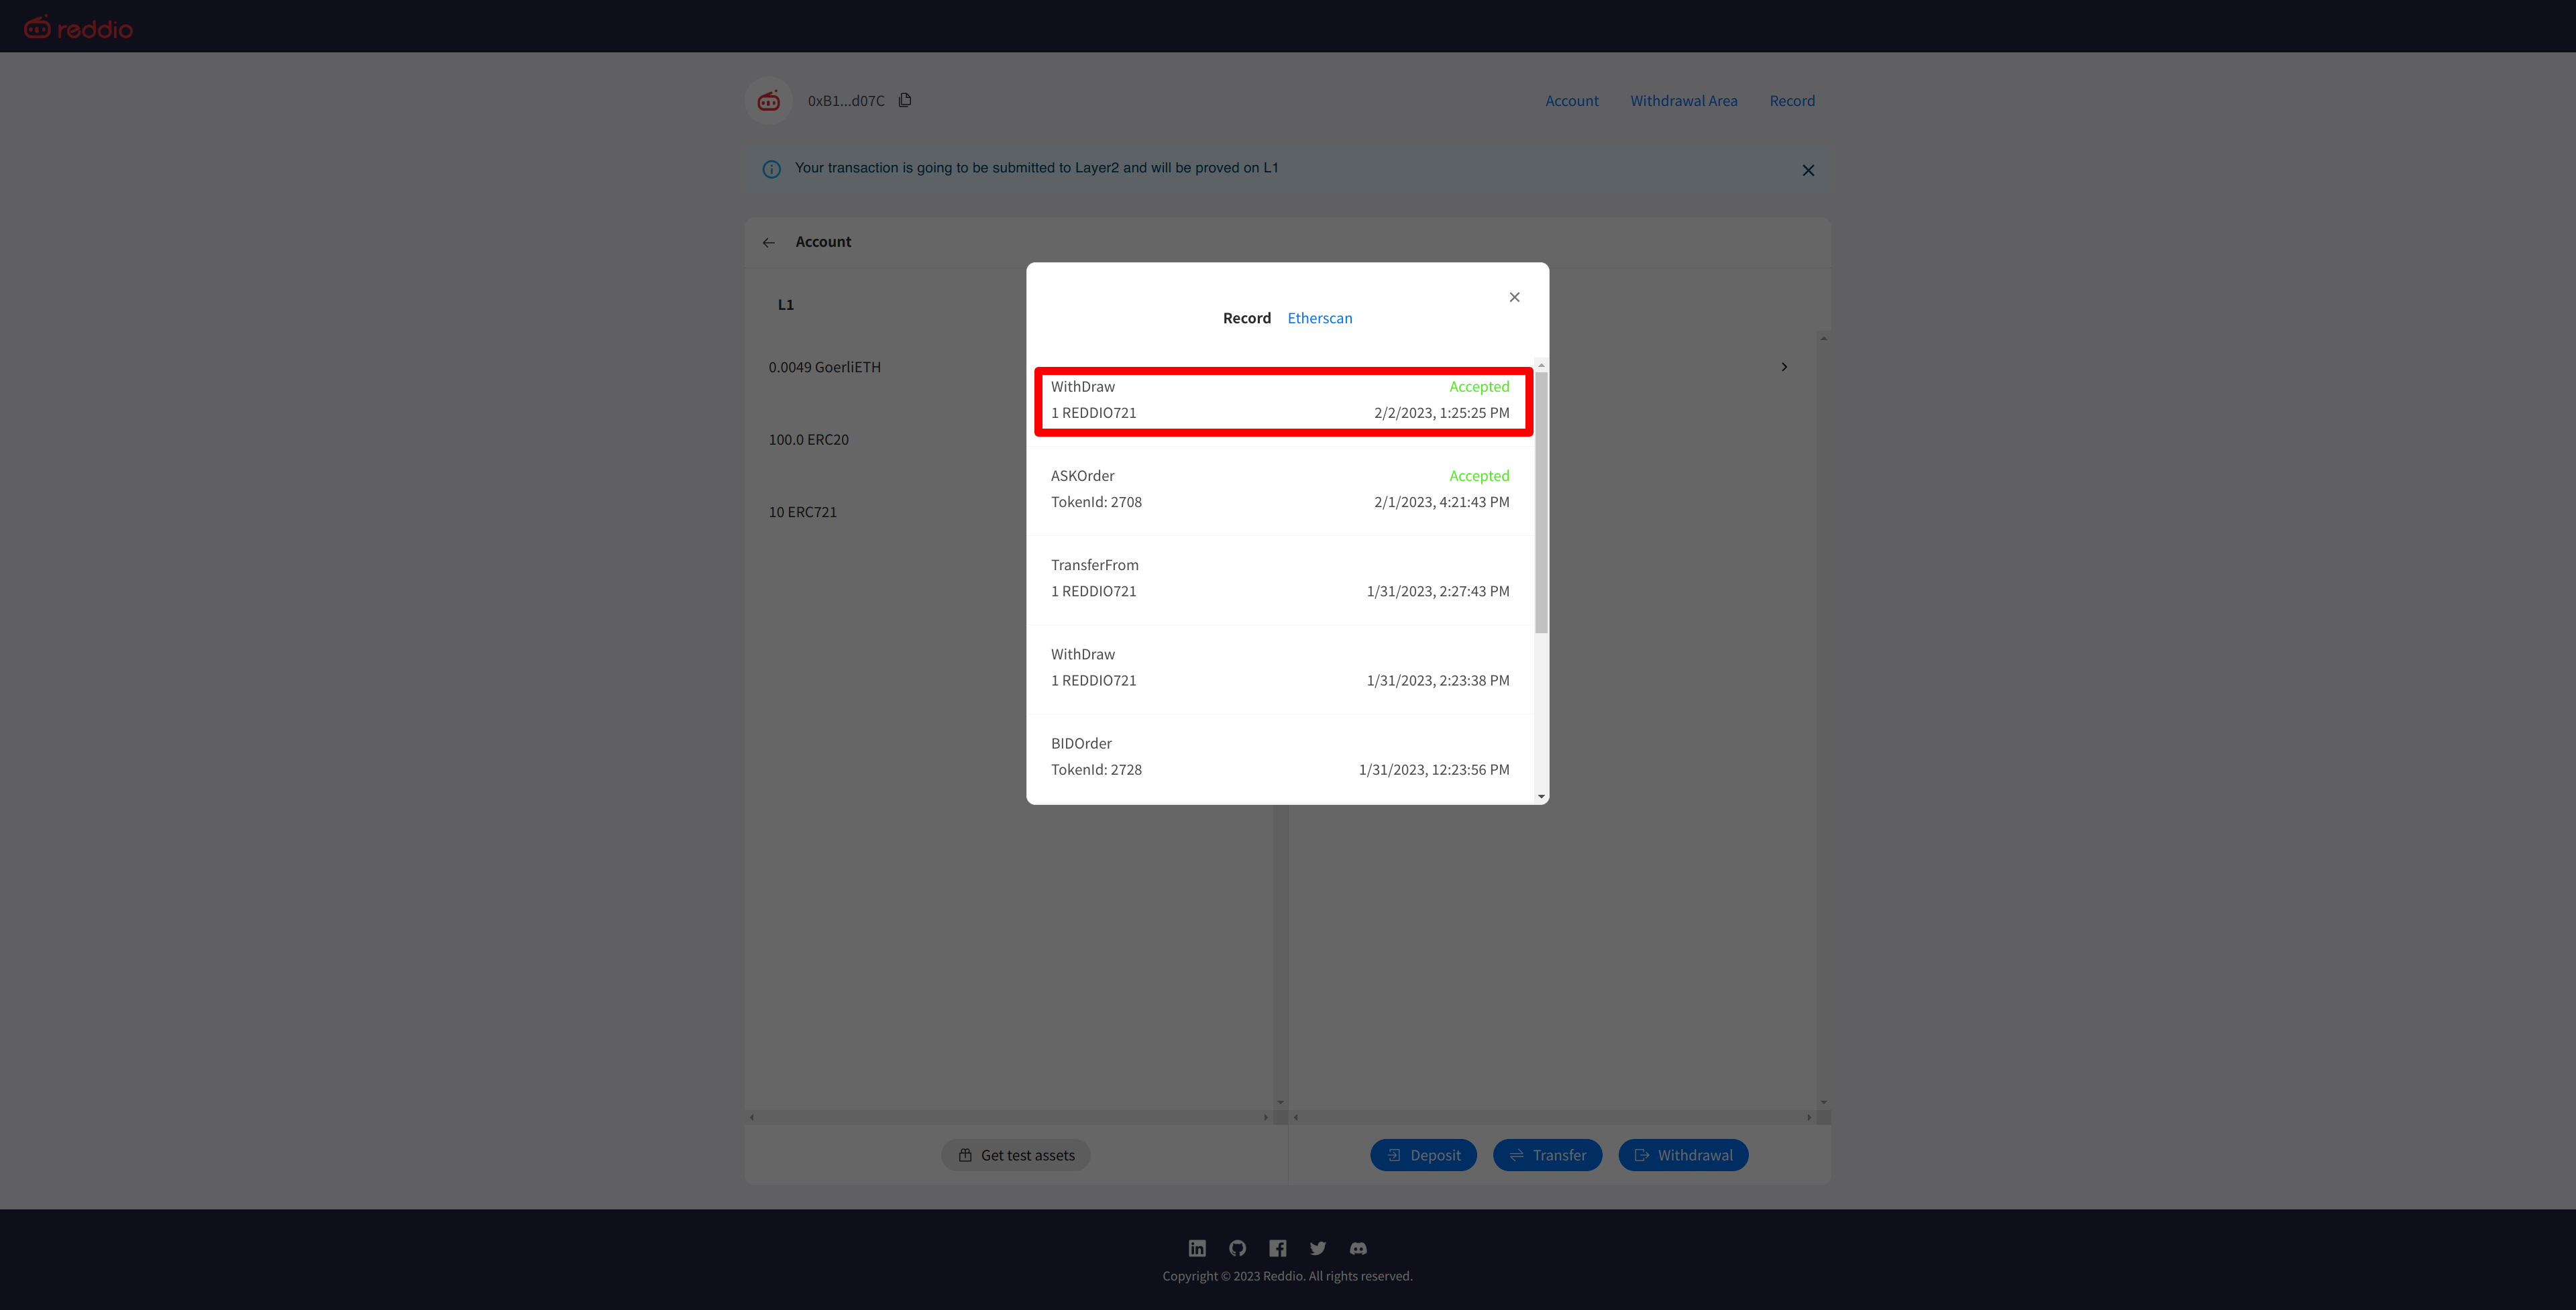 reddio
0xB1...d07C
Account Withdrawal Area Record
Your transaction is going to be submitted to Layer2 and will be proved on L1
Account
L1
0.0049 GoerliETH
100.0 ERC20
10 ERC721
Record Etherscan
WithDraw Accepted
1 REDDIO721 2/2/2023, 1:25:25 PM
ASKOrder Accepted
TokenId: 2708 2/1/2023, 4:21:43 PM
TransferFrom
1 REDDIO721 1/31/2023, 2:27:43 PM
WithDraw
1 REDDIO721 1/31/2023, 2:23:38 PM
BIDOrder
TokenId: 2728 1/31/2023, 12:23:56 PM
Get test assets
Deposit Transfer Withdrawal
Copyright © 2023 Reddio. All rights reserved.